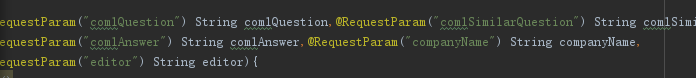 equestParam("comlQuestion") String comlQuestion,@RequestParam("comlSimilarQuestion") String comlSimi
equestParam("comlAnswer") String comlAnswer,@RequestParam("companyName") String companyName,
equestParam("editor") String editor){